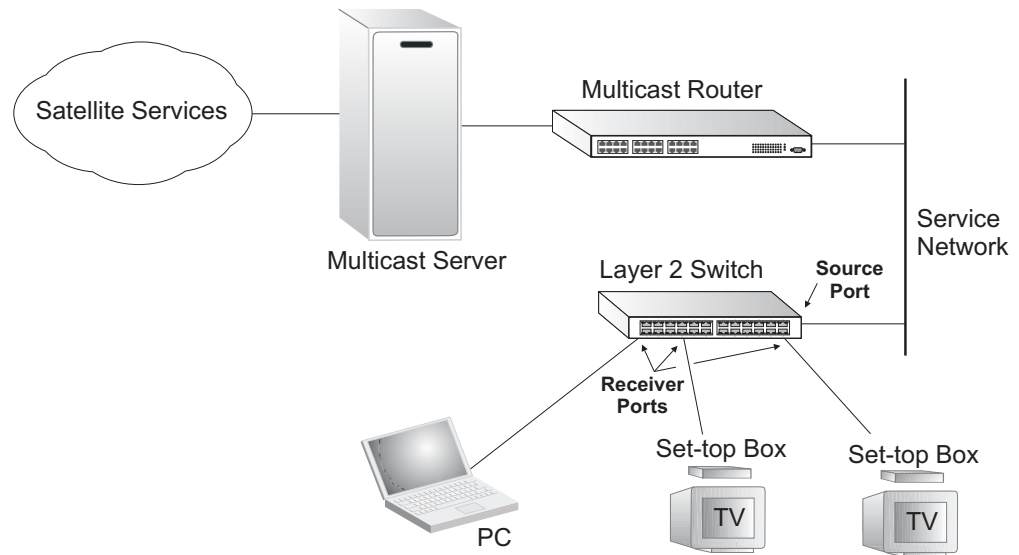 Satellite Services
Multicast Router
Multicast Server
Service
Network
Layer 2 Switch
Source
Port
Receiver
Ports
Set-top Box
Set-top Box
TV
TV
PC